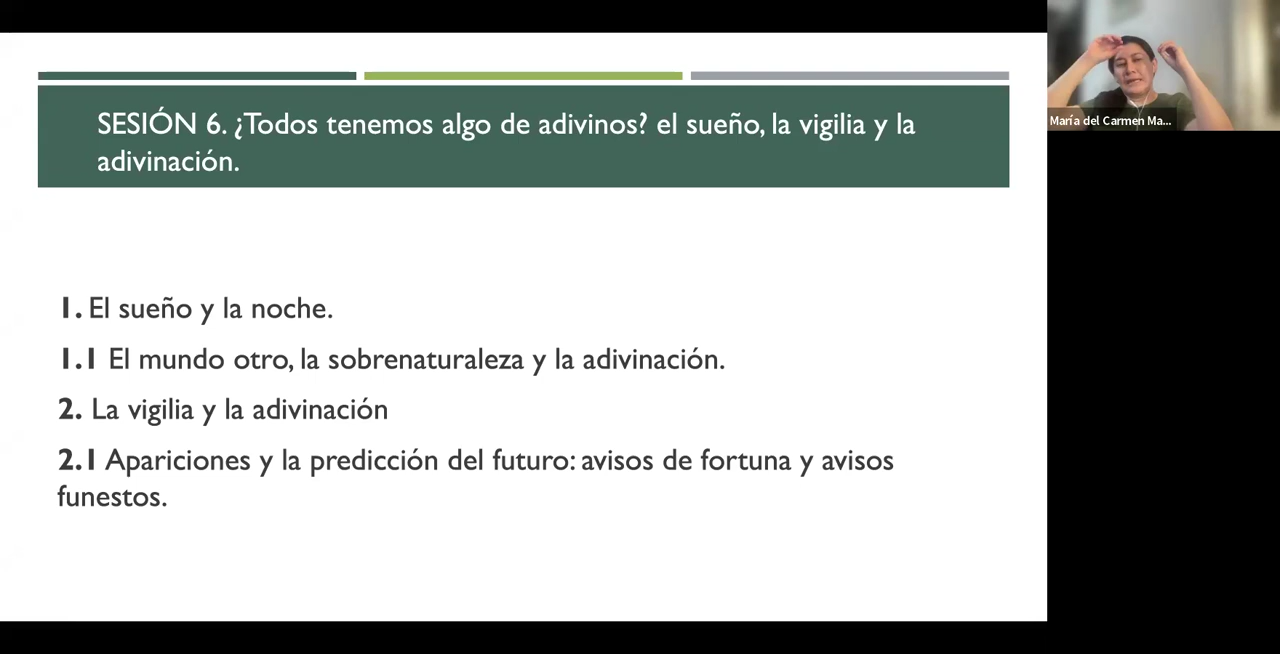 SESIÓN 6. ¿Todos tenemos algo de adivinos? el sueño, la vigilia y la
adivinación.
1. El sueño y la noche.
1.1 El mundo otro, la sobrenaturaleza y la adivinación.
2. La vigilia y la adivinación
2.1 Apariciones y la predicción del futuro: avisos de fortuna y avisos
funestos.
María del Carmen Ma...